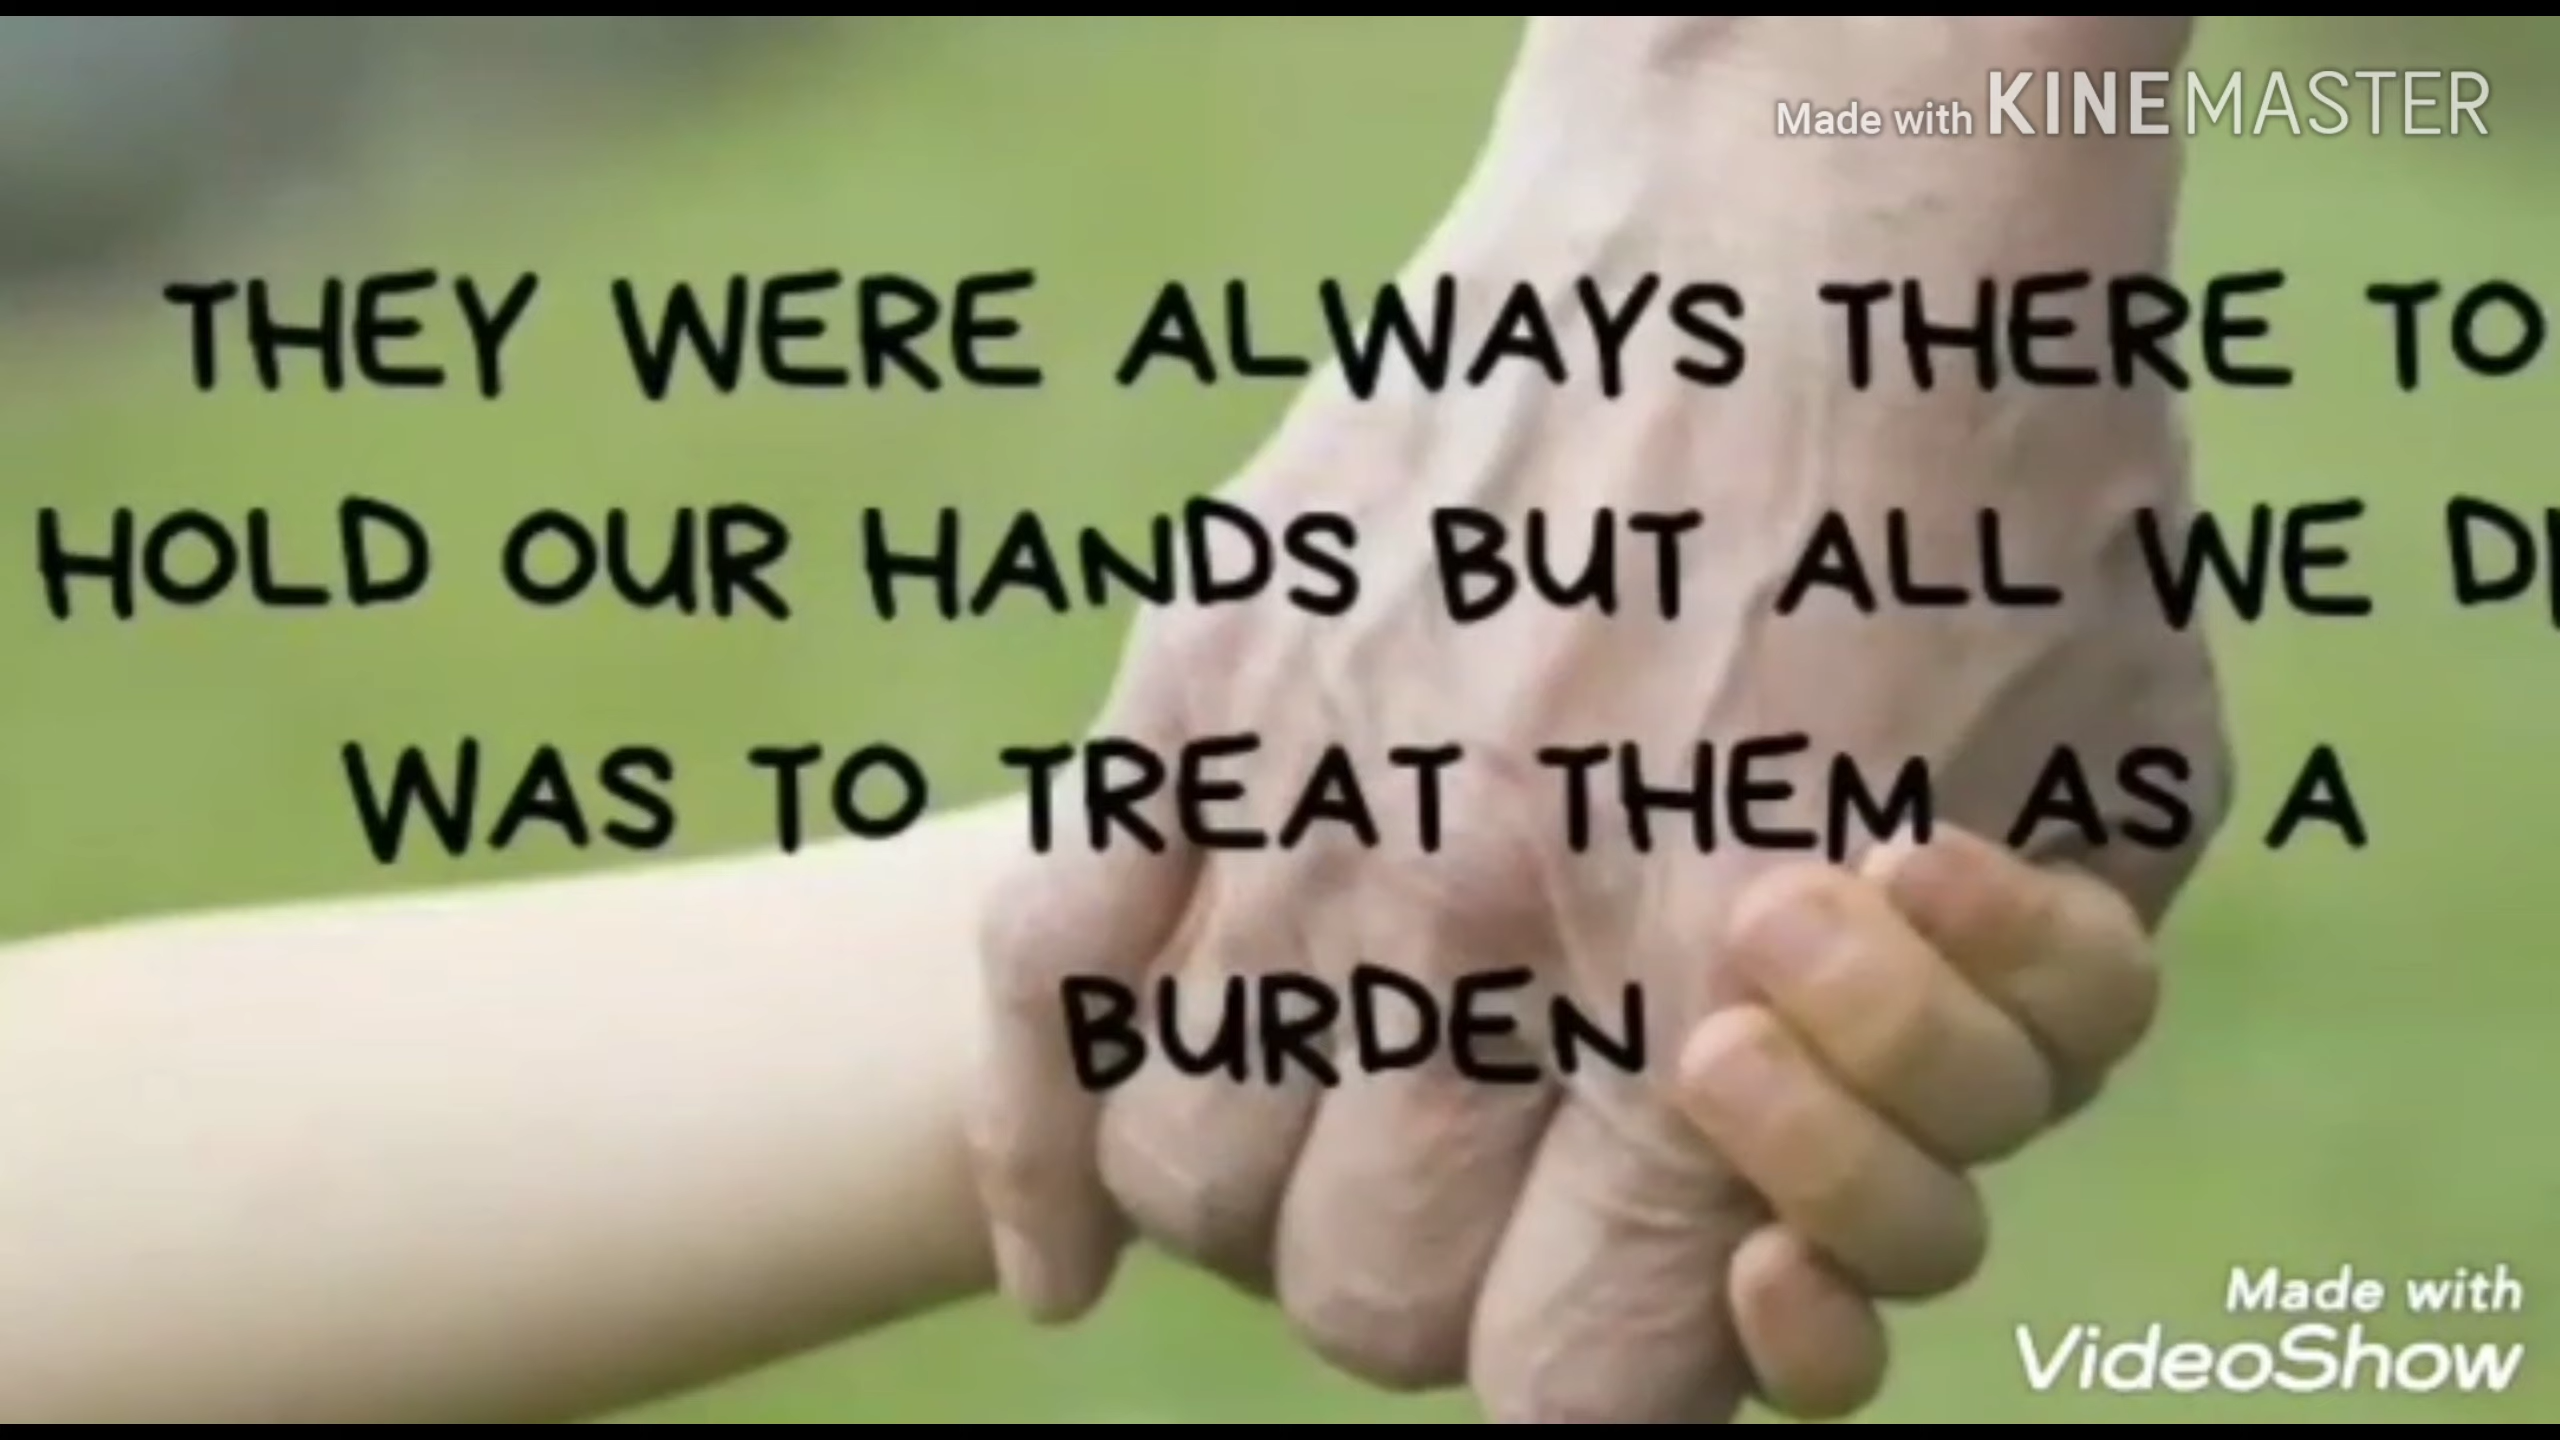 Made with KINEMASTER
THEY WERE ALWAYS THERE TO
HOLD OUR HANDS BUT ALL WE
WAS TO TREAT THEM AS A
BURDEN
Made with
VideoShow